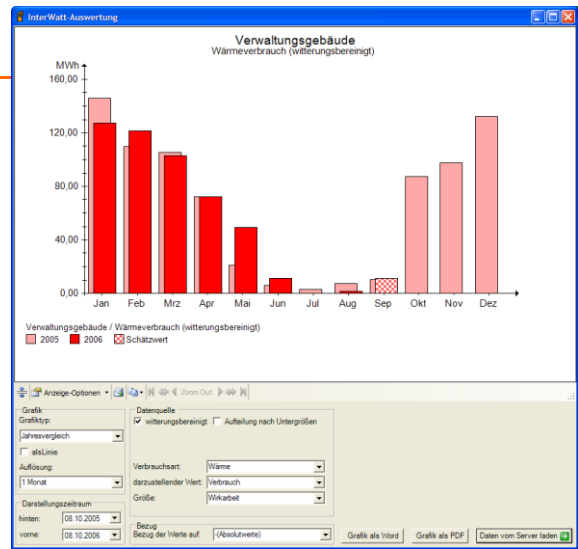 InterWatt-Auswertung
Verwaltungsgebäude
Wärmeverbrauch (witterungsbereinigt)
MWh
160,00
120,00
80,00
40,00
0,00
Jan Feb Mrz Apr Mai Jun Jul Aug Sep Okt Nov Dez
Verwaltungsgebäude / Wärmeverbrauch (witterungsbereinigt)
2005 2006 Schätzwert
Anzeige-Optionen Zoom Out
Grafik
Grafiktyp:
Jahresvergleich
alsLinie
Auflösung:
1 Monat
Darstellungszeitraum
hinten: 08.10.2005
vorne: 08.10.2006
Datenquelle
witterungsbereinigt Aufteilung nach Untergrößen
Verbrauchsart: Wärme
darzustellender Wert: Verbrauch
Größe: Wirkarbeit
Bezug
Bezug der Werte auf: -(Absolutwerte)
Grafik als Word Grafik als PDF Daten vom Server laden